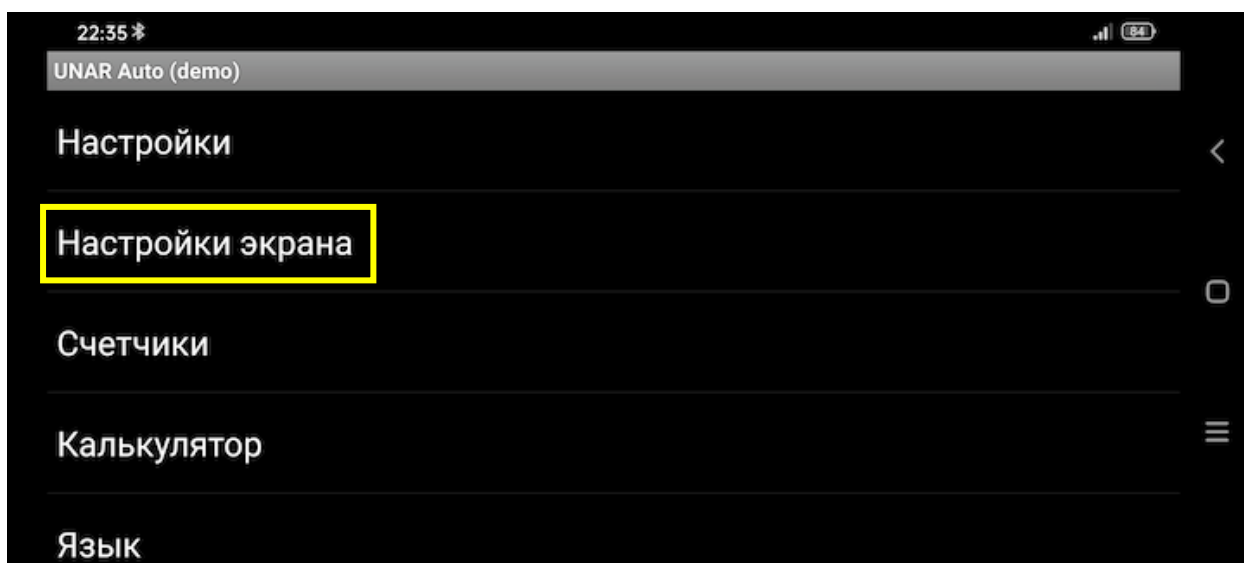 22:35
84
UNAR Auto (demo)
Настройки
Настройки экрана
Счетчики
Калькулятор
Язык